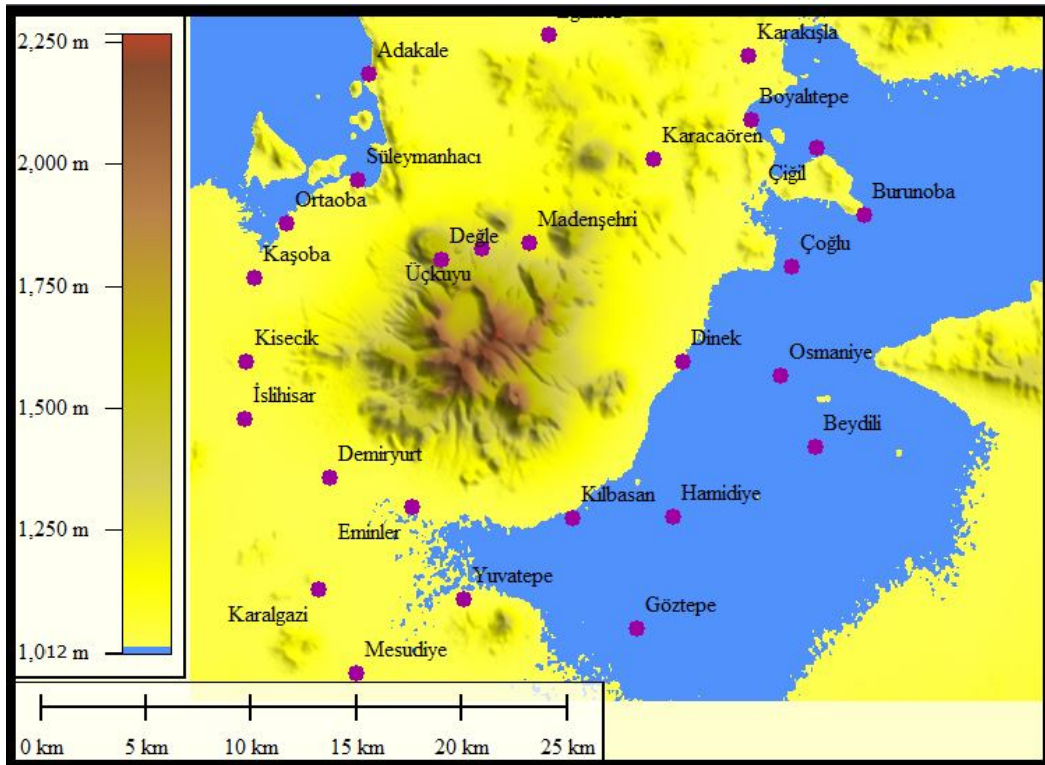 2,250 m
2,000 m
1,750 m
1,500 m
1,250 m
1,012 m
Adakale
Karakışla
Boyalıtepe
Karacaören
Süleymanhacı
Çiğil
Ortaoba
Burunoba
Değle
Madenşehri
Kaşoba
Üçkuyu
Çoğlu
Kisecik
Dinek
Osmaniye
İslihisar
Beydili
Demiryurt
Kılbasan
Hamidiye
Eminler
Yuvatepe
Karalgazi
Göztepe
Mesudiye
0 km
5 km
10 km
15 km
20 km
25 km